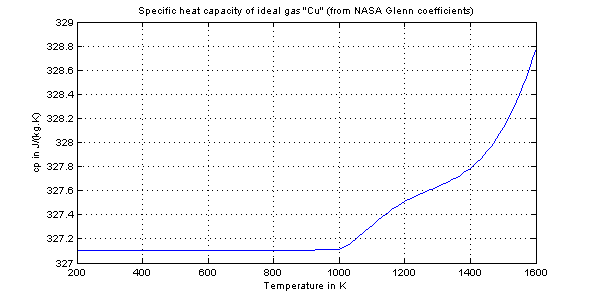 Specific heat capacity of ideal gas "Cu" (from NASA Glenn coefficients)
329
328.8
328.6
328.4
328.2
328
327.8
327.6
327.4
327.2
327
cp in J/(kg.K)
200 400 600 800 1000 1200 1400 1600
Temperature in K